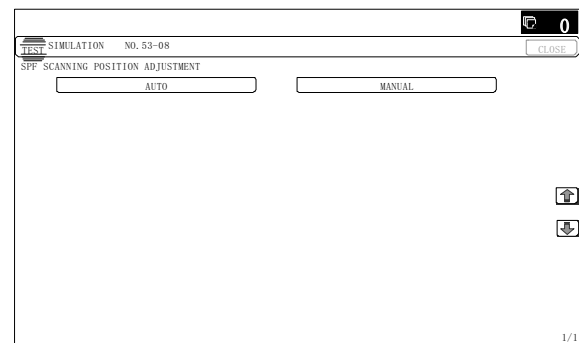 0
TEST SIMULATION NO. 53-08 CLOSE
SPF SCANNING POSITION ADJUSTMENT
AUTO MANUAL
1/1